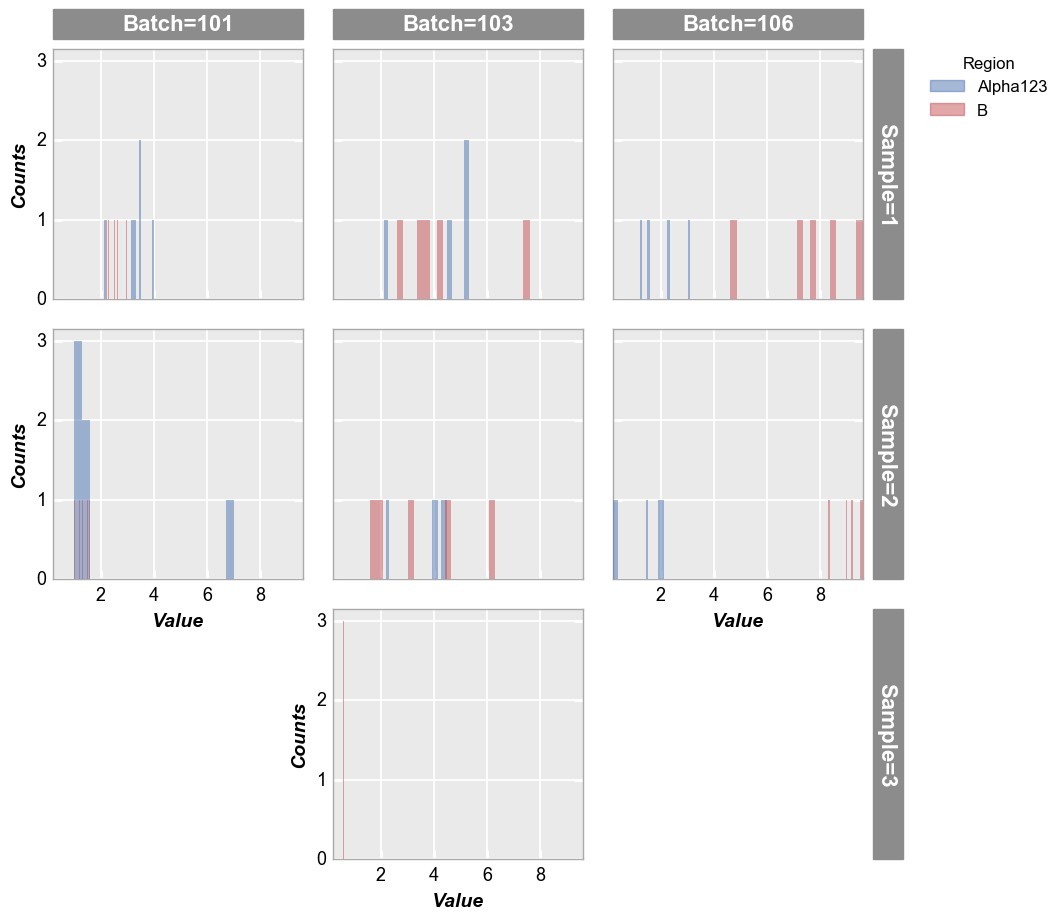 Batch=101
Batch=103
Batch=106
3
2
1
0
Counts
Sample=1
Region
Alpha123
B
3
2
1
0
Counts
2 4 6 8
Value
2 4 6 8
Value
Sample=2
3
2
1
0
Counts
2 4 6 8
Value
Sample=3